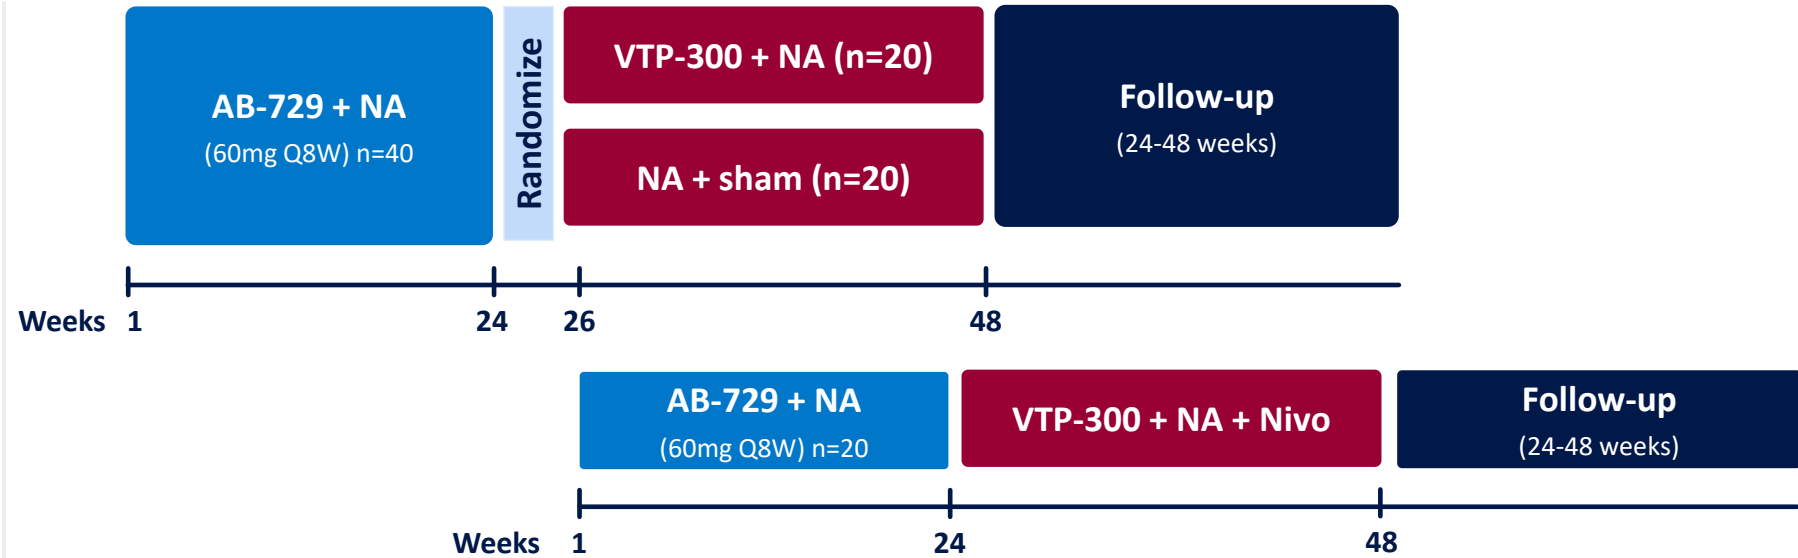 AB-729 + NA
(60mg Q8W) n=40
Randomize
VTP-300 + NA (n=20)
NA + sham (n=20)
Follow-up
(24-48 weeks)
Weeks 1 24 26 48
AB-729 + NA
(60mg Q8W) n=20
VTP-300 + NA + Nivo
Follow-up
(24-48 weeks)
Weeks 1 24 48